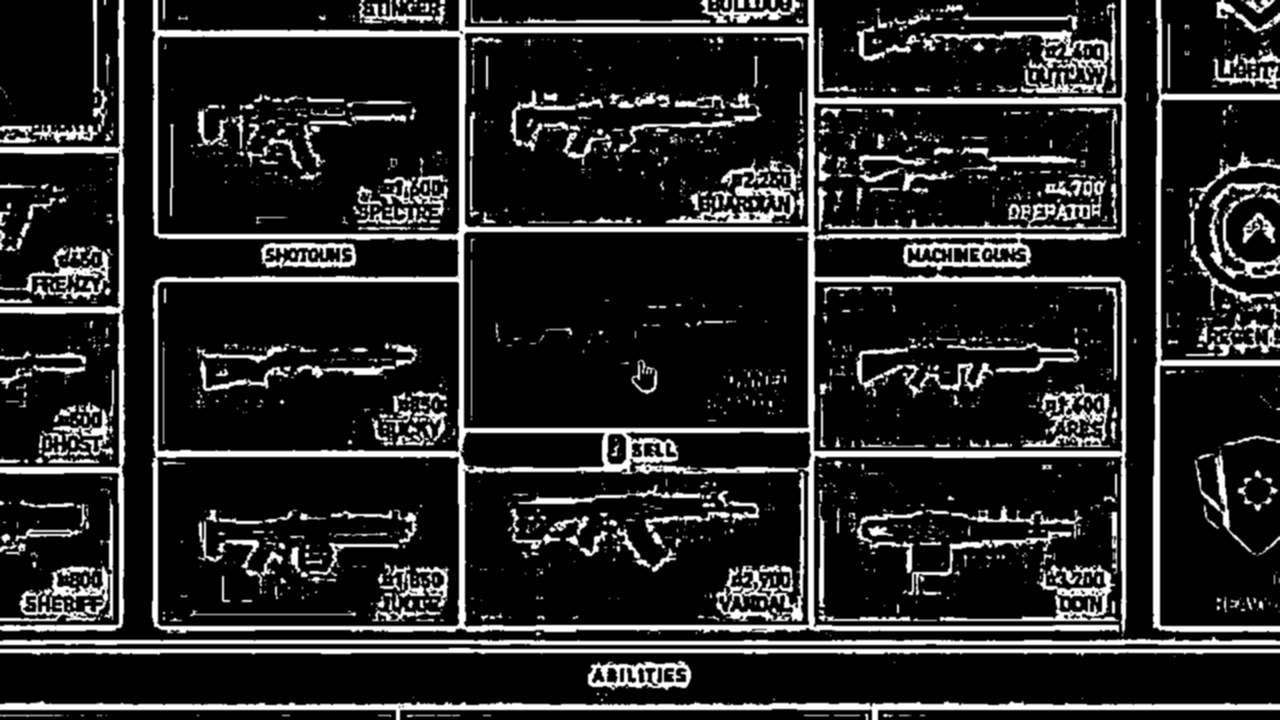 STINGER
BULLDOG
2,400
OUTLAW
LIGHT
1,600
SPECTRE
2,250
GUARDIAN
4,700
OPERATOR
450
FRENZY
SHOTGUNS
MACHINE GUNS
500
GHOST
850
BUCKY
OWNED
1,600
ARES
SELL
800
SHERIFF
1,850
JUDGE
2,900
VANDAL
3,200
ODIN
HEAVY
ABILITIES